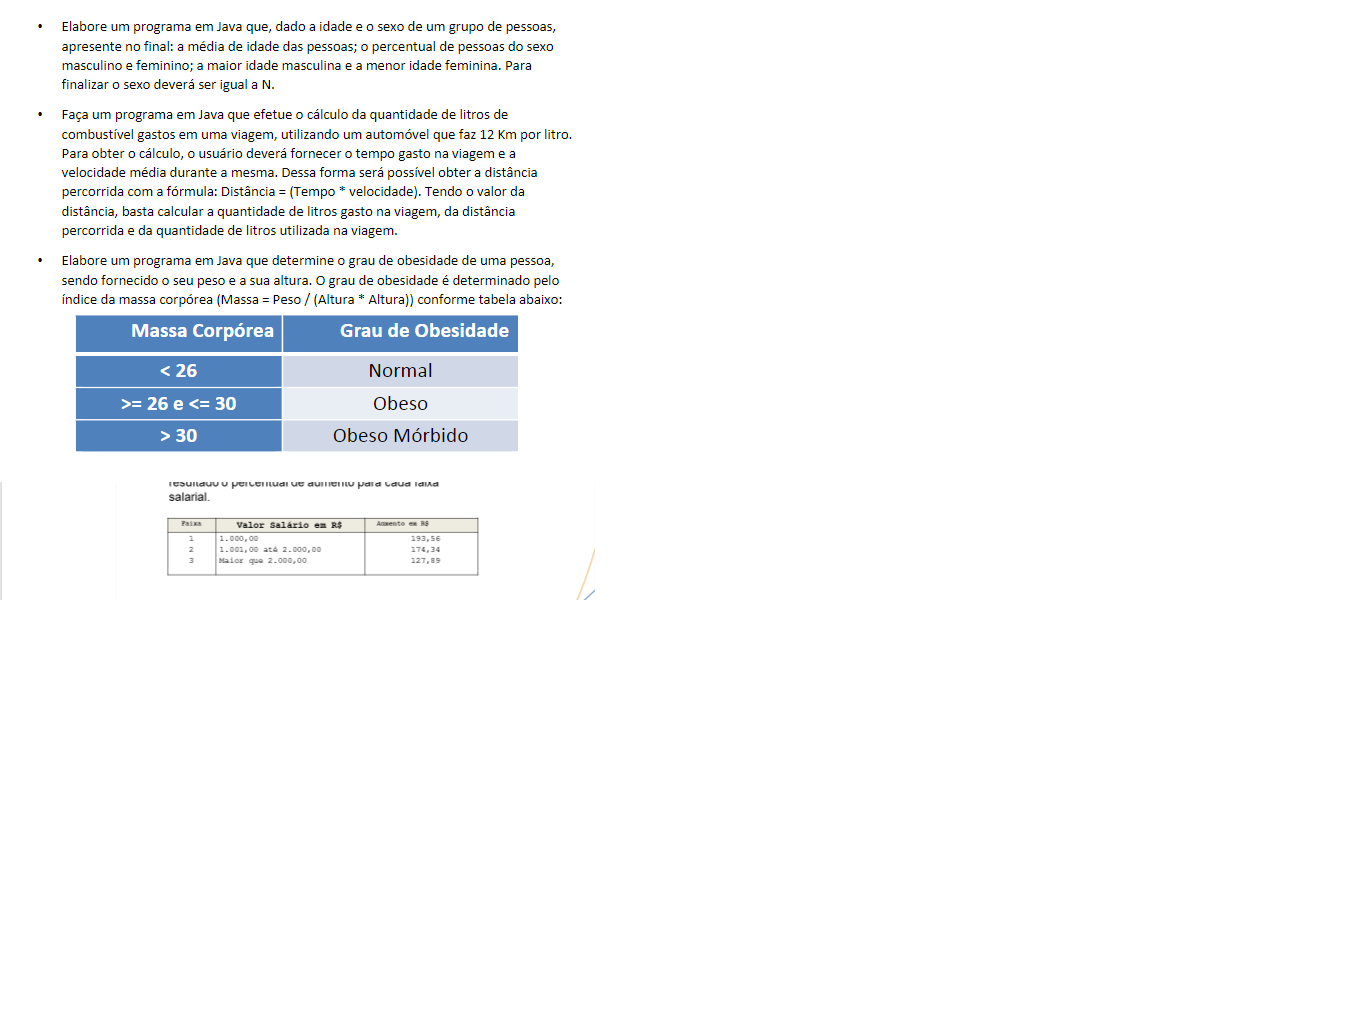 • Elabore um programa em Java que, dado a idade e o sexo de um grupo de pessoas,
apresente no final: a média de idade das pessoas; o percentual de pessoas do sexo
masculino e feminino; a maior idade masculina e a menor idade feminina. Para
finalizar o sexo deverá ser igual a N.
• Faça um programa em Java que efetue o cálculo da quantidade de litros de
combustível gastos em uma viagem, utilizando um automóvel que faz 12 Km por litro.
Para obter o cálculo, o usuário deverá fornecer o tempo gasto na viagem e a
velocidade média durante a mesma. Dessa forma será possível obter a distância
percorrida com a fórmula: Distância = (Tempo * velocidade). Tendo o valor da
distância, basta calcular a quantidade de litros gasto na viagem, da distância
percorrida e da quantidade de litros utilizada na viagem.
• Elabore um programa em Java que determine o grau de obesidade de uma pessoa,
sendo fornecido o seu peso e a sua altura. O grau de obesidade é determinado pelo
índice da massa corpórea (Massa = Peso / (Altura * Altura)) conforme tabela abaixo:
Massa Corpórea Grau de Obesidade
< 26 Normal
>= 26 e <= 30 Obeso
> 30 Obeso Mórbido
resultado o percentual de aumento para cada faixa
salarial.
Faixa Valor Salário em R$ Aumento em R$
1 1.000,00 193,56
2 1.001,00 até 2.000,00 174,34
3 Maior que 2.000,00 127,89